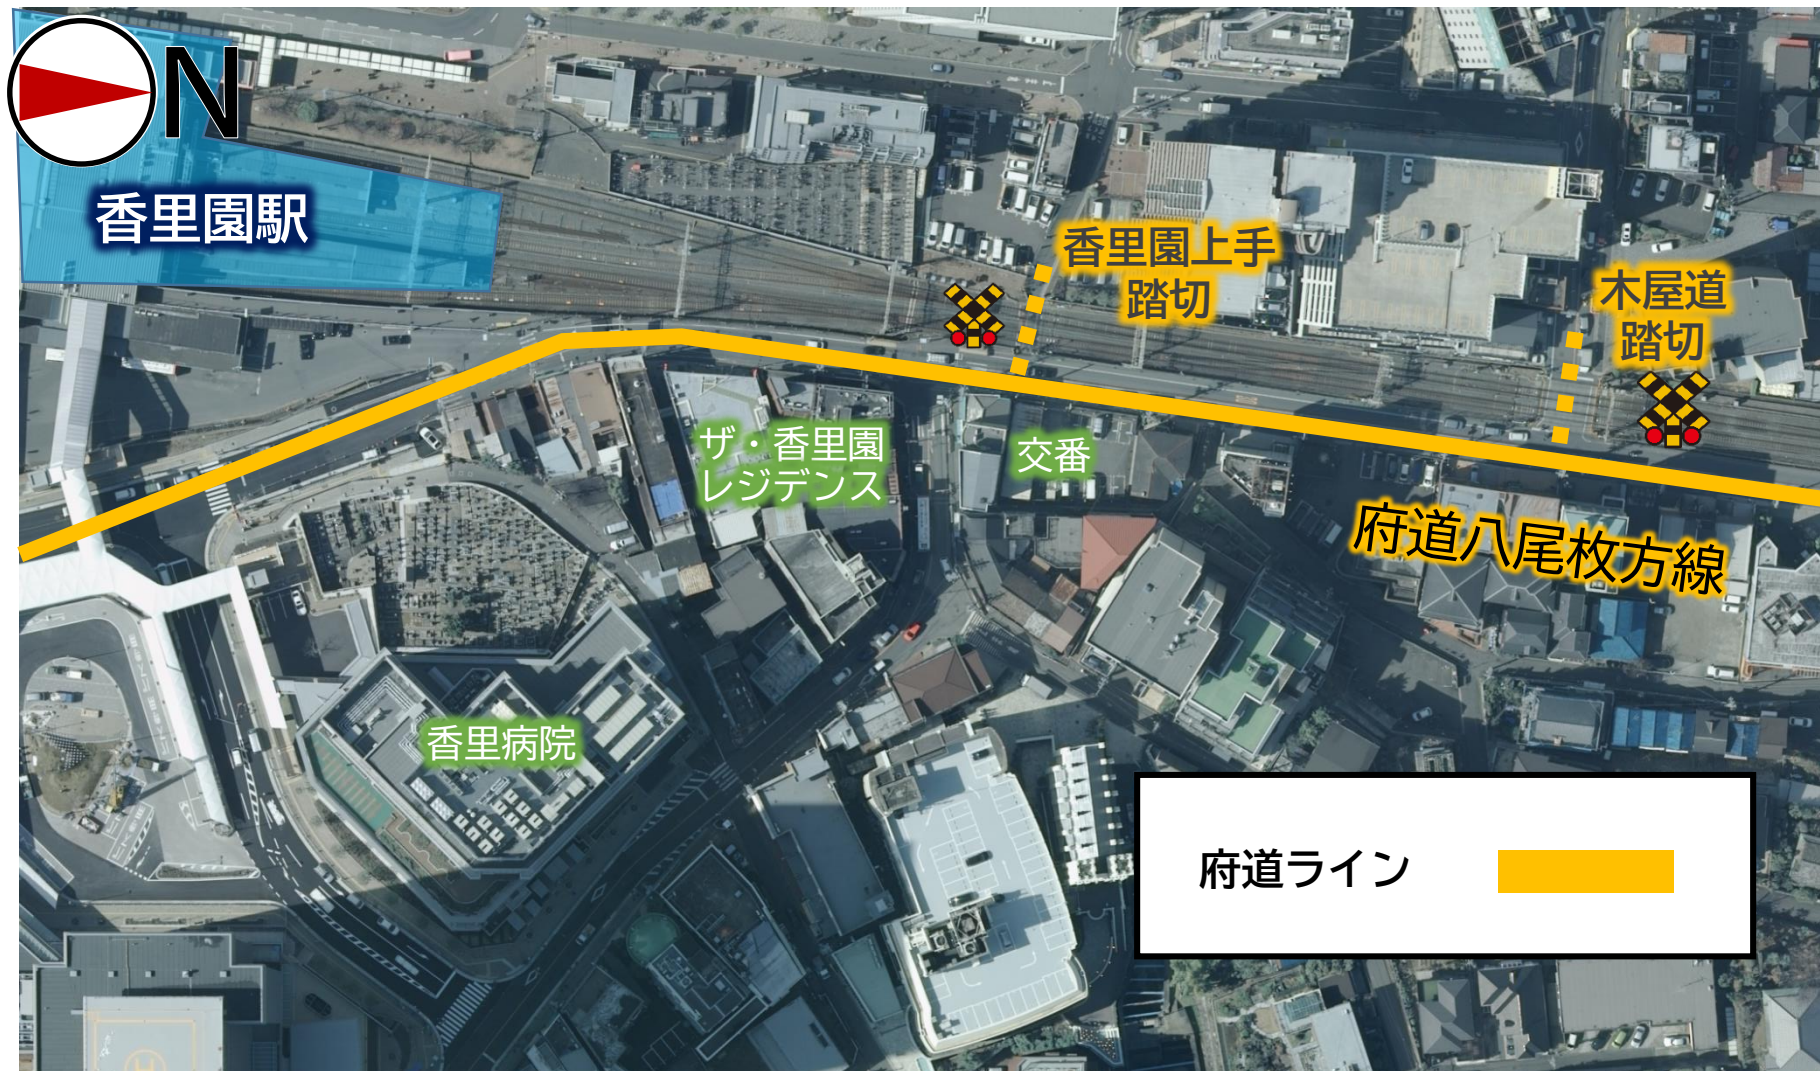 N
香里園駅
香里園上手
踏切
木屋道
踏切
ザ・香里園
レジデンス
交番
府道八尾枚方線
香里病院
府道ライン
H